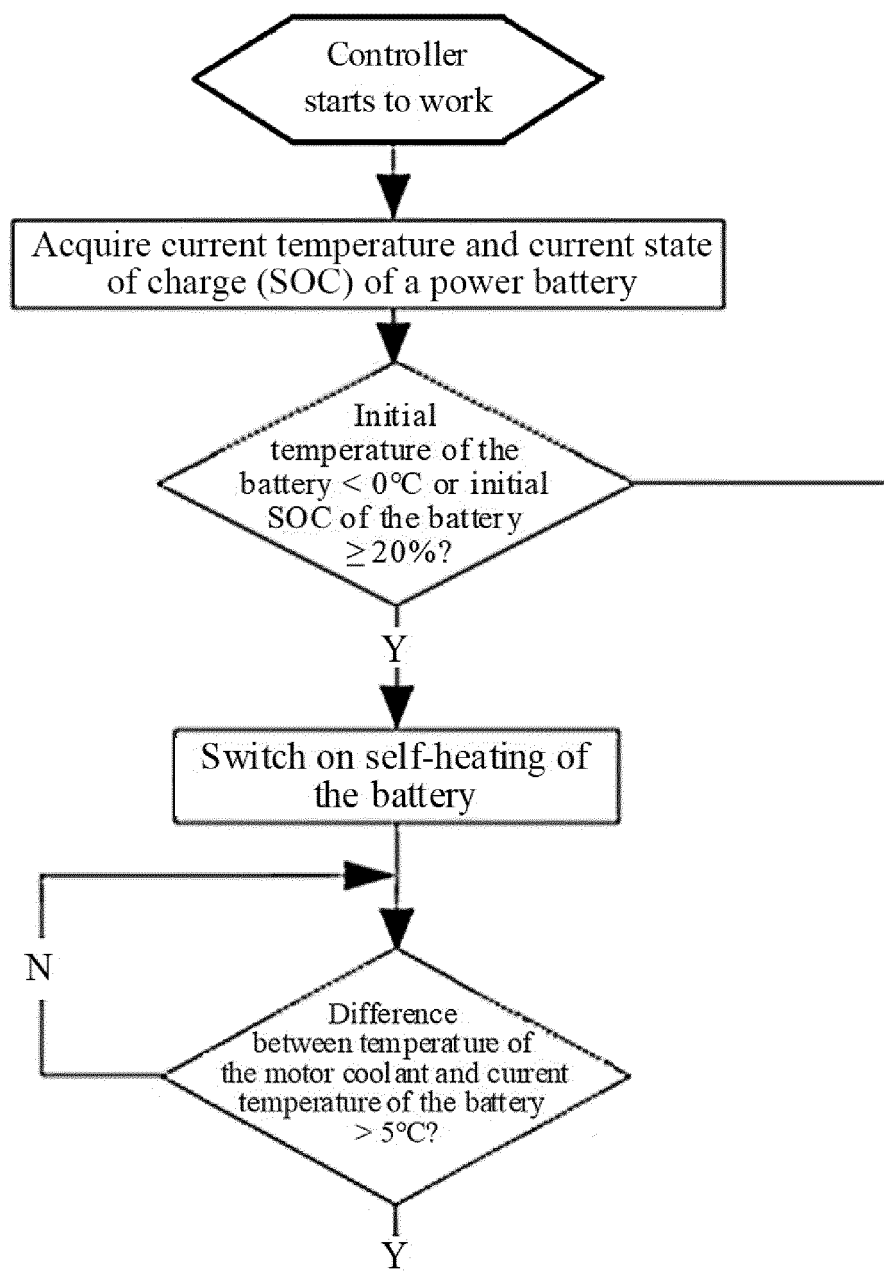 Controller
starts to work
Acquire current temperature and current state
of charge (SOC) of a power battery
Initial
temperature of the
battery < 0°C or initial
SOC of the battery
≥ 20%?
Y
Switch on self-heating of
the battery
N
Difference
between temperature of
the motor coolant and current
temperature of the battery
> 5°C?
Y